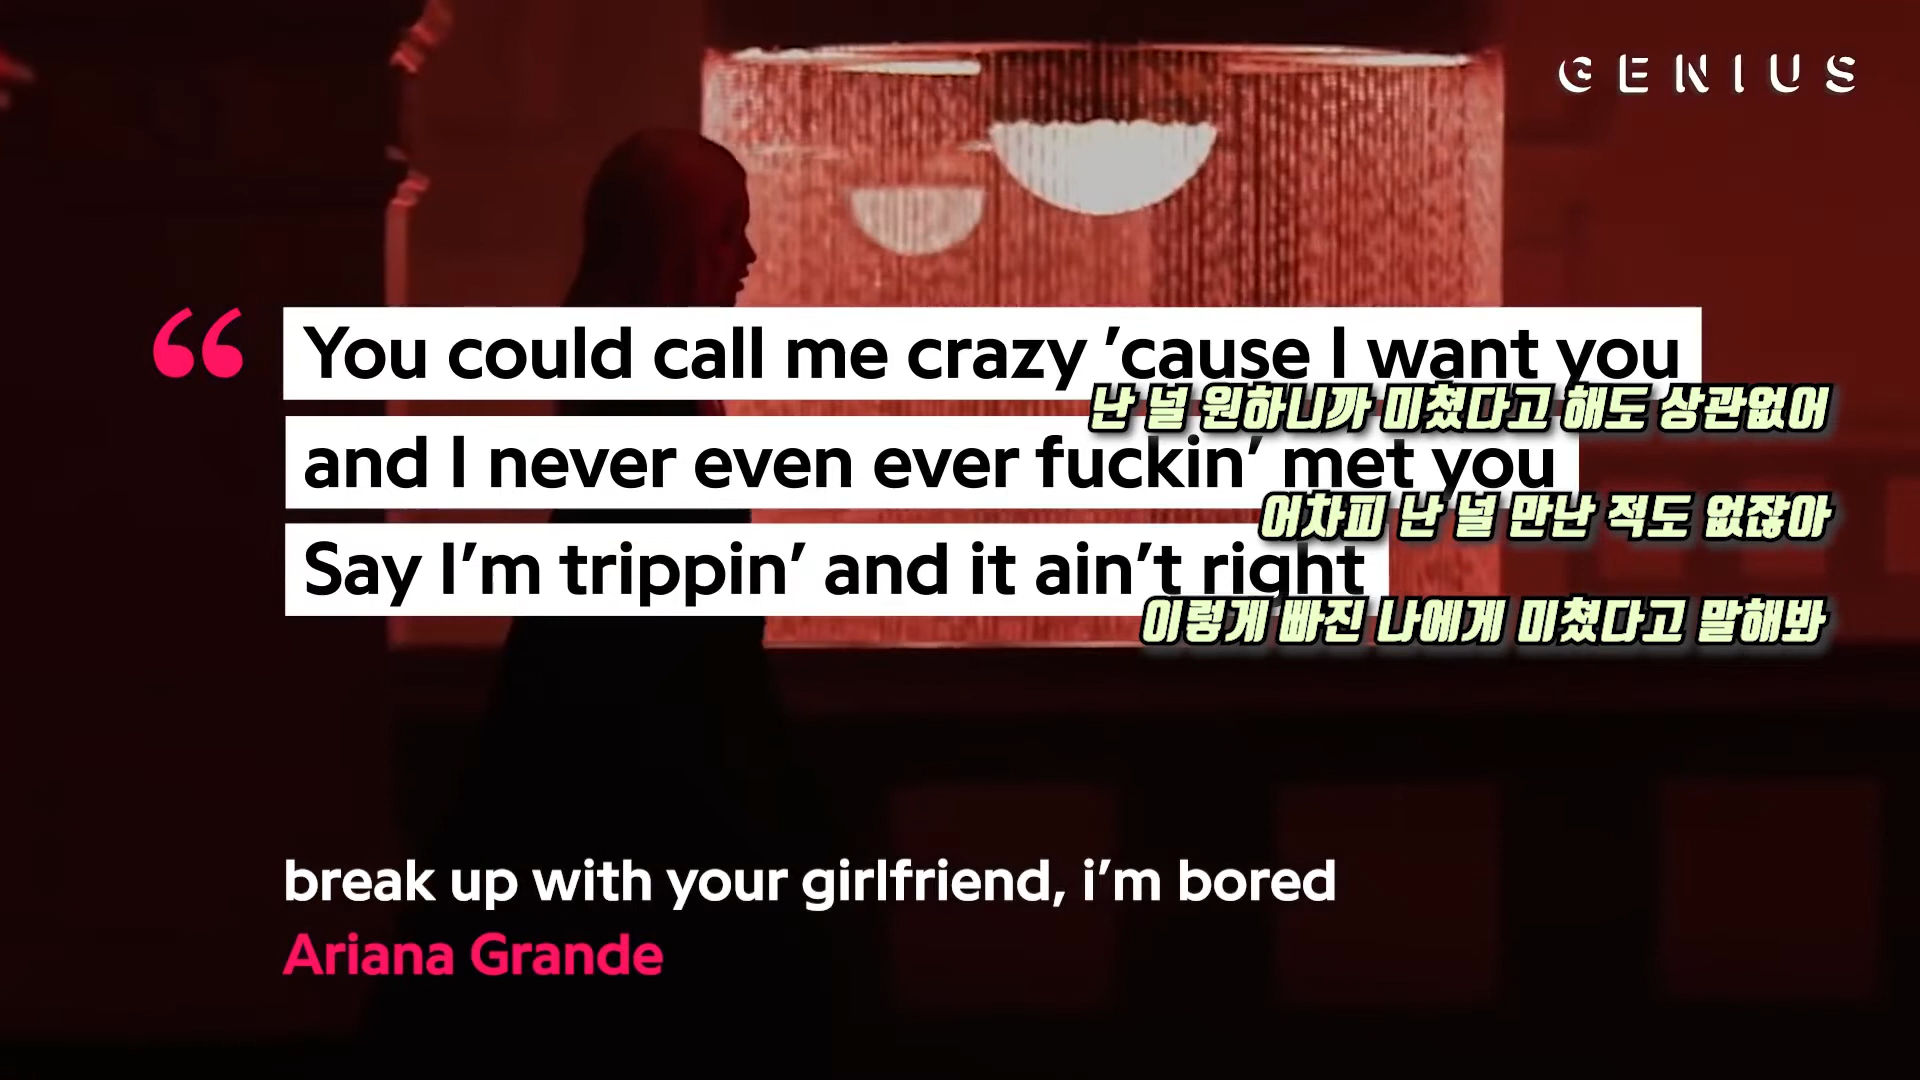 GENIUS
“
You could call me crazy ’cause I want you
난 널 원하니까 미쳤다고 해도 상관없어
and I never even ever fuckin’ met you
어차피 난 널 만난 적도 없잖아
Say I’m trippin’ and it ain’t right
이렇게 빠진 나에게 미쳤다고 말해봐
break up with your girlfriend, i’m bored
Ariana Grande